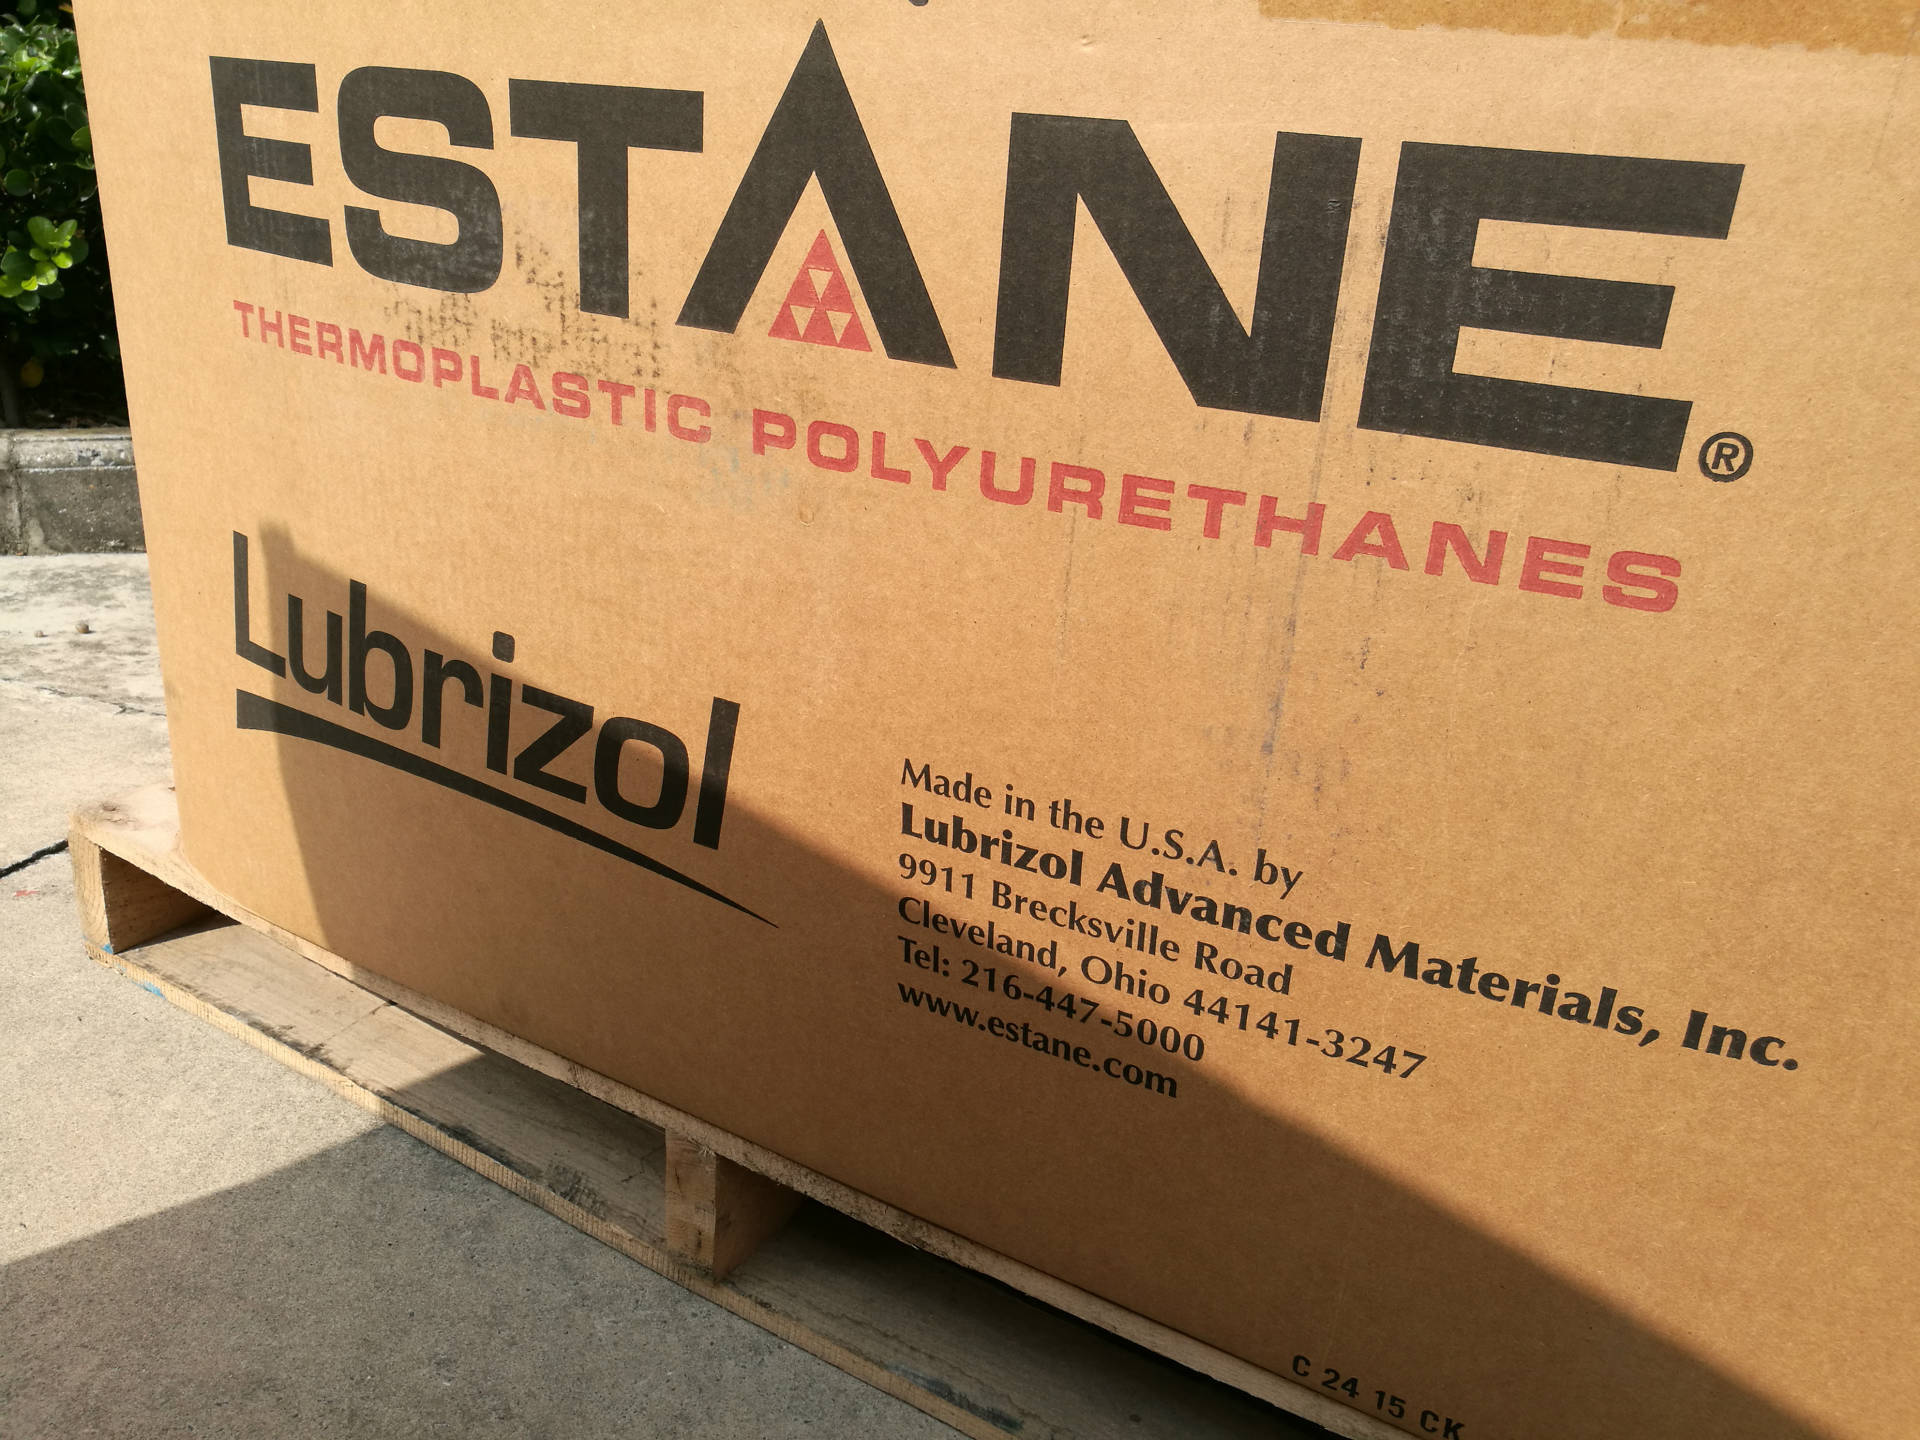 ESTANE®
THERMOPLASTIC POLYURETHANES
Lubrizol
Made in the U.S.A. by
Lubrizol Advanced Materials, Inc.
9911 Brecksville Road
Cleveland, Ohio 44141-3247
Tel: 216-447-5000
www.estane.com
C 24 15 CK